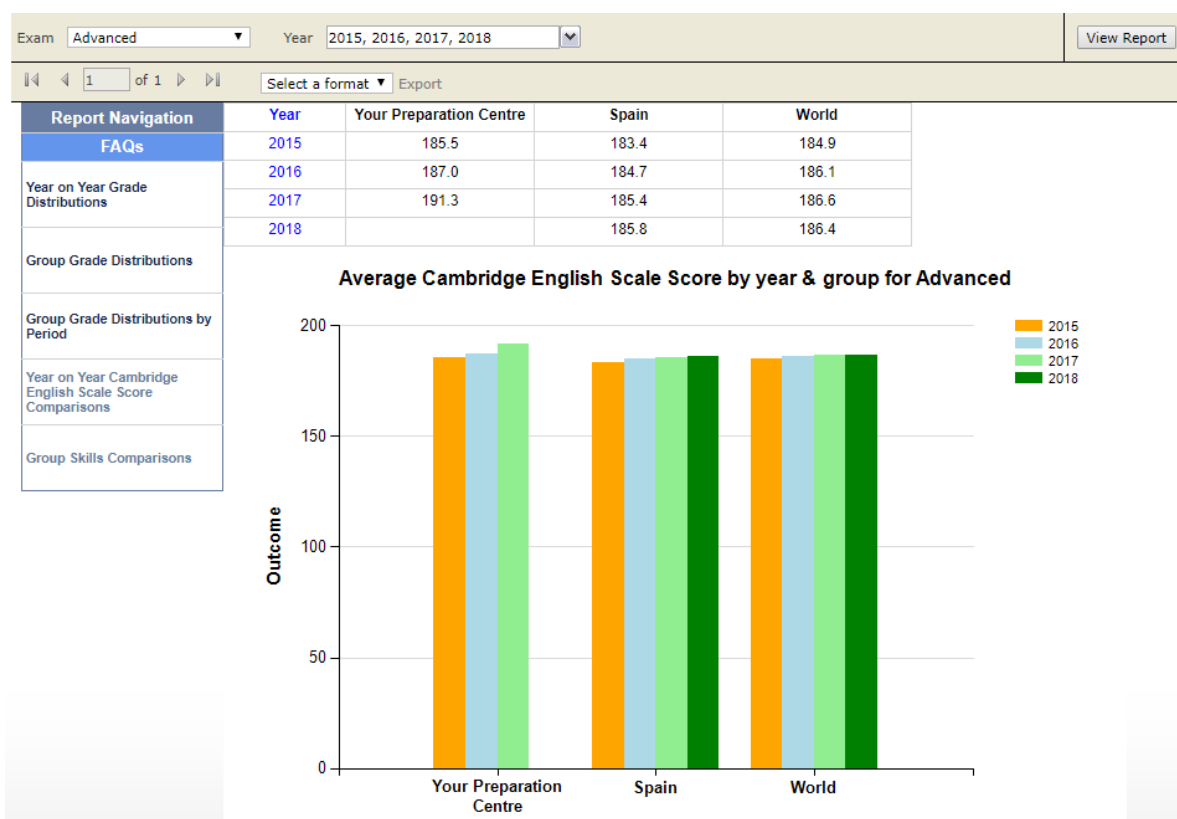 Exam Advanced Year 2015, 2016, 2017, 2018 View Report
1 of 1 Select a format Export
Report Navigation
FAQs
Year on Year Grade
Distributions
Group Grade Distributions
Group Grade Distributions by
Period
Year on Year Cambridge
English Scale Score
Comparisons
Group Skills Comparisons
Year Your Preparation Centre Spain World
2015 185.5 183.4 184.9
2016 187.0 184.7 186.1
2017 191.3 185.4 186.6
2018 185.8 186.4
Average Cambridge English Scale Score by year & group for Advanced
200
150
100
50
0
Outcome
Your Preparation
Centre
Spain
World
2015
2016
2017
2018